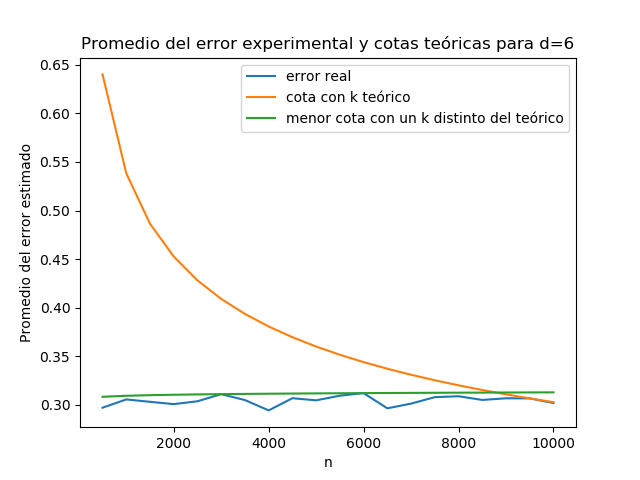 Promedio del error experimental y cotas teóricas para d=6
error real
cota con k teórico
menor cota con un k distinto del teórico
Promedio del error estimado
0.65
0.60
0.55
0.50
0.45
0.40
0.35
0.30
2000
4000
6000
8000
10000
n